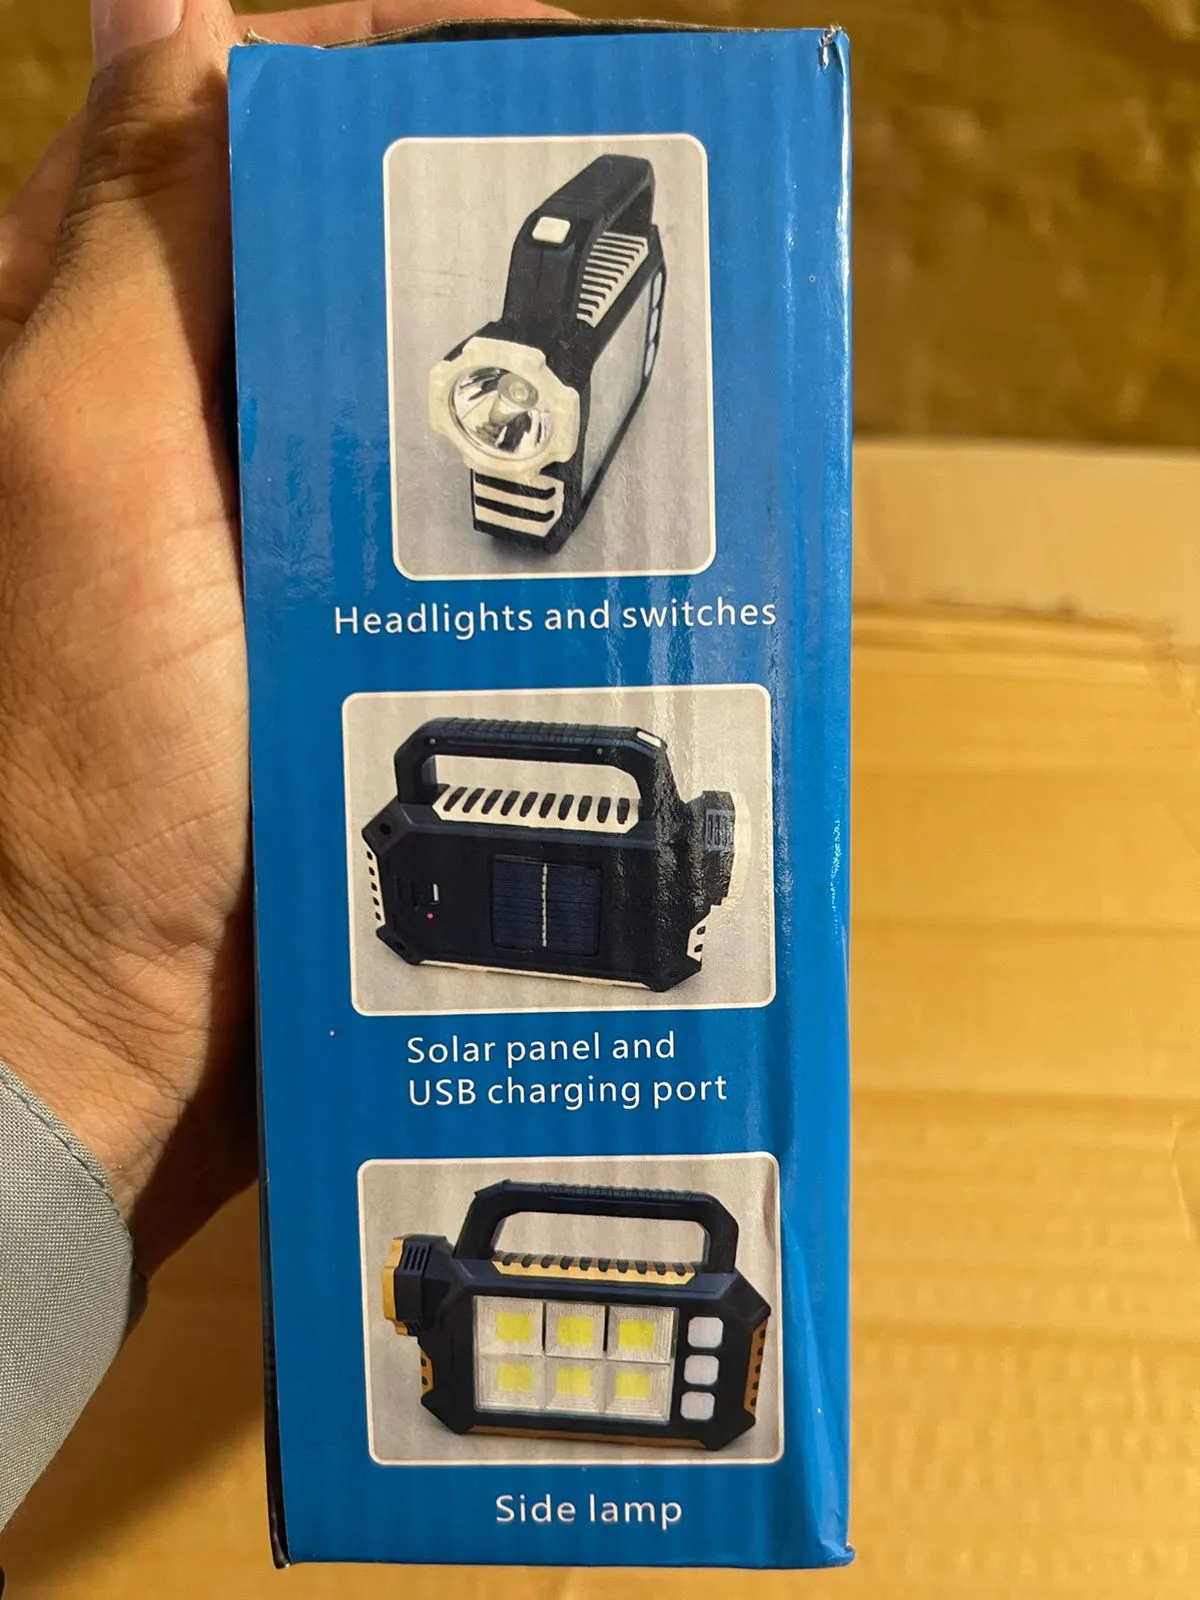 Headlights and switches
Solar panel and
USB charging port
Side lamp